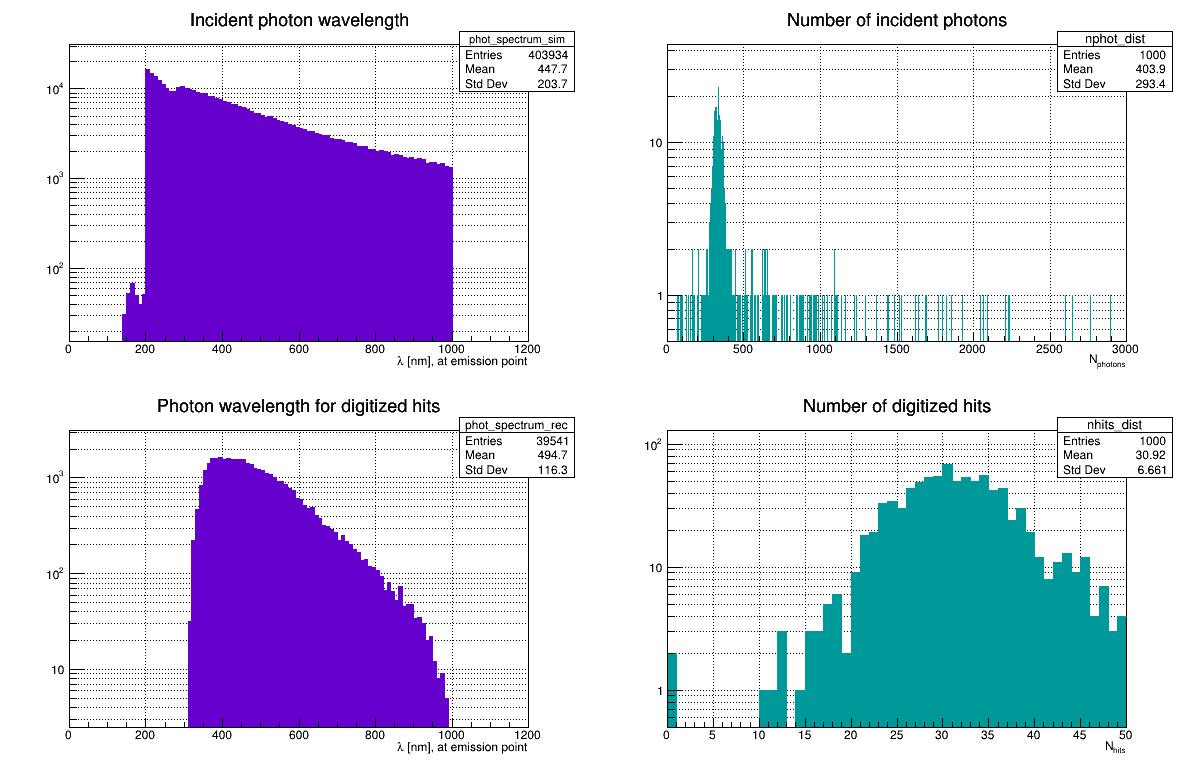 Incident photon wavelength
phot_spectrum_sim
Entries 403934
Mean 447.7
Std Dev 203.7
10⁴
10³
10²
0 200 400 600 800 1000 1200
λ [nm], at emission point
Number of incident photons
nphot_dist
Entries 1000
Mean 403.9
Std Dev 293.4
10
1
0 500 1000 1500 2000 2500 3000
Nphotons
Photon wavelength for digitized hits
phot_spectrum_rec
Entries 39541
Mean 494.7
Std Dev 116.3
10³
10²
10
0 200 400 600 800 1000 1200
λ [nm], at emission point
Number of digitized hits
nhits_dist
Entries 1000
Mean 30.92
Std Dev 6.661
10²
10
1
0 5 10 15 20 25 30 35 40 45 50
Nhits